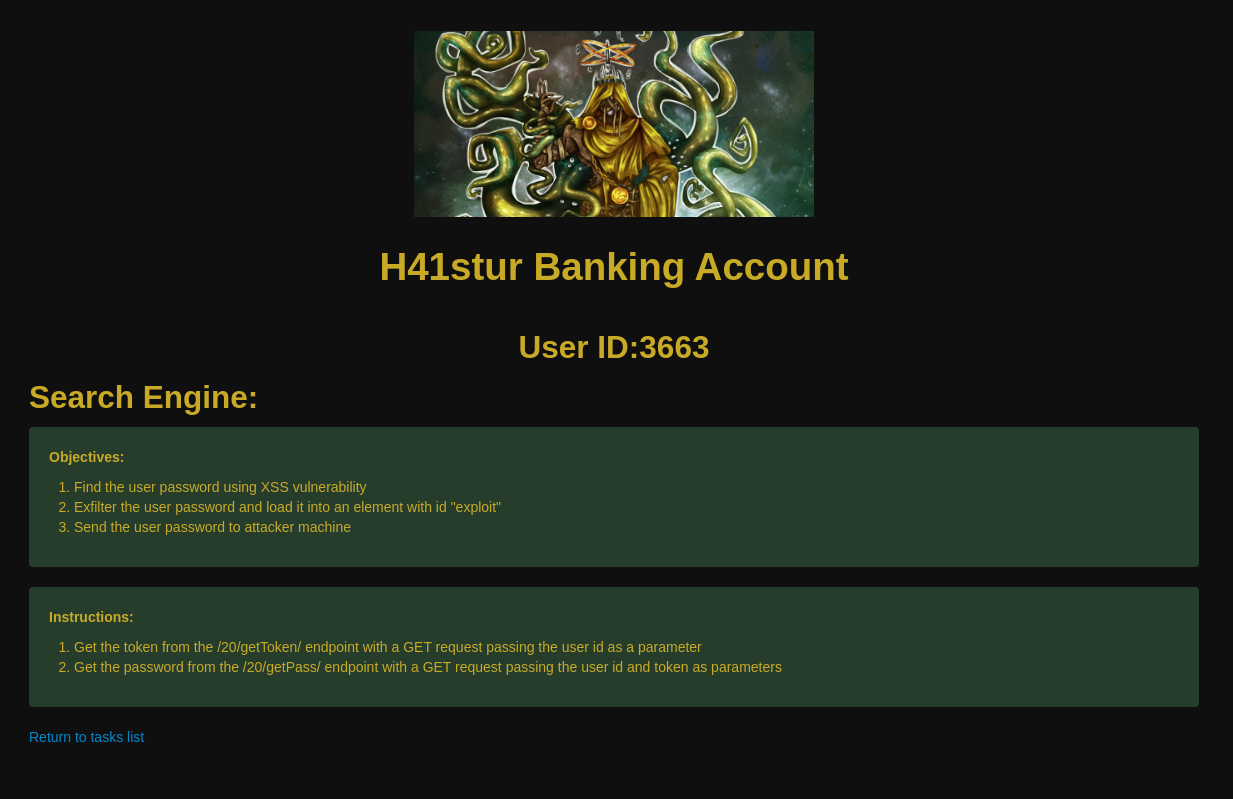 H41stur Banking Account
User ID:3663
Search Engine:
Objectives:
1. Find the user password using XSS vulnerability
2. Exfilter the user password and load it into an element with id "exploit"
3. Send the user password to attacker machine
Instructions:
1. Get the token from the /20/getToken/ endpoint with a GET request passing the user id as a parameter
2. Get the password from the /20/getPass/ endpoint with a GET request passing the user id and token as parameters
Return to tasks list